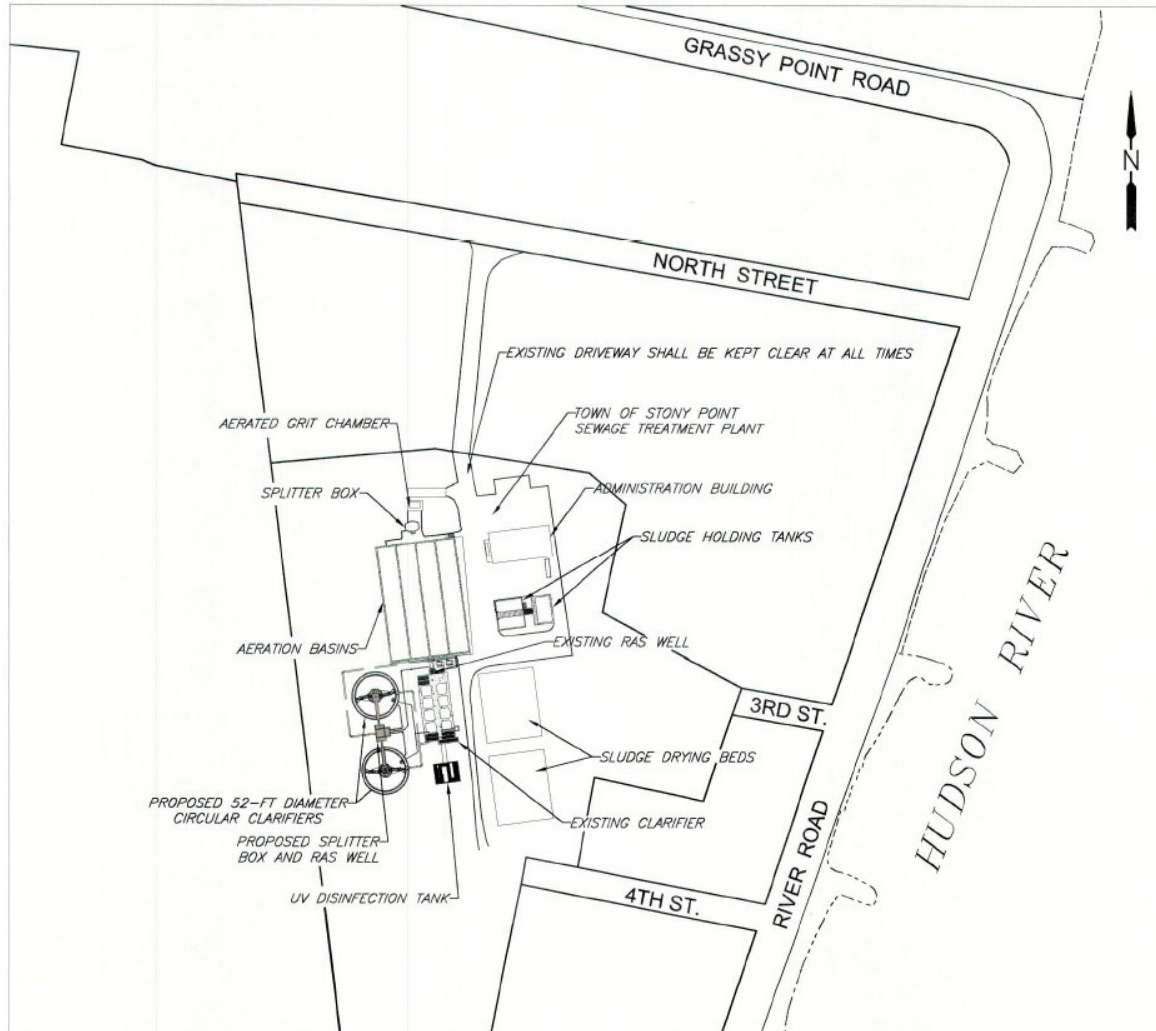 GRASSY POINT ROAD
N
NORTH STREET
EXISTING DRIVEWAY SHALL BE KEPT CLEAR AT ALL TIMES
AERATED GRIT CHAMBER
TOWN OF STONY POINT
SEWAGE TREATMENT PLANT
SPLITTER BOX
ADMINISTRATION BUILDING
SLUDGE HOLDING TANKS
AERATION BASINS
EXISTING RAS WELL
HUDSON RIVER
3RD ST.
SLUDGE DRYING BEDS
PROPOSED 52-FT DIAMETER
CIRCULAR CLARIFIERS
EXISTING CLARIFIER
PROPOSED SPLITTER
BOX AND RAS WELL
RIVER ROAD
UV DISINFECTION TANK
4TH ST.